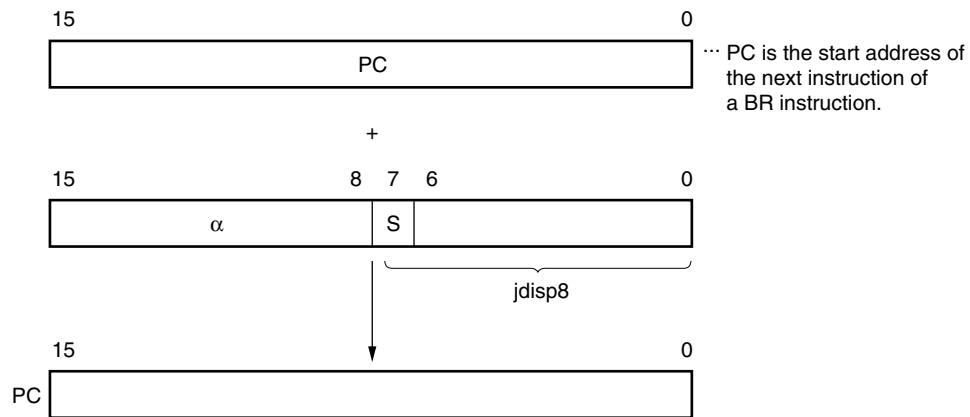 15 0
PC
... PC is the start address of
the next instruction of
a BR instruction.
+
15 8 7 6 0
α S
jdisp8
15 0
PC